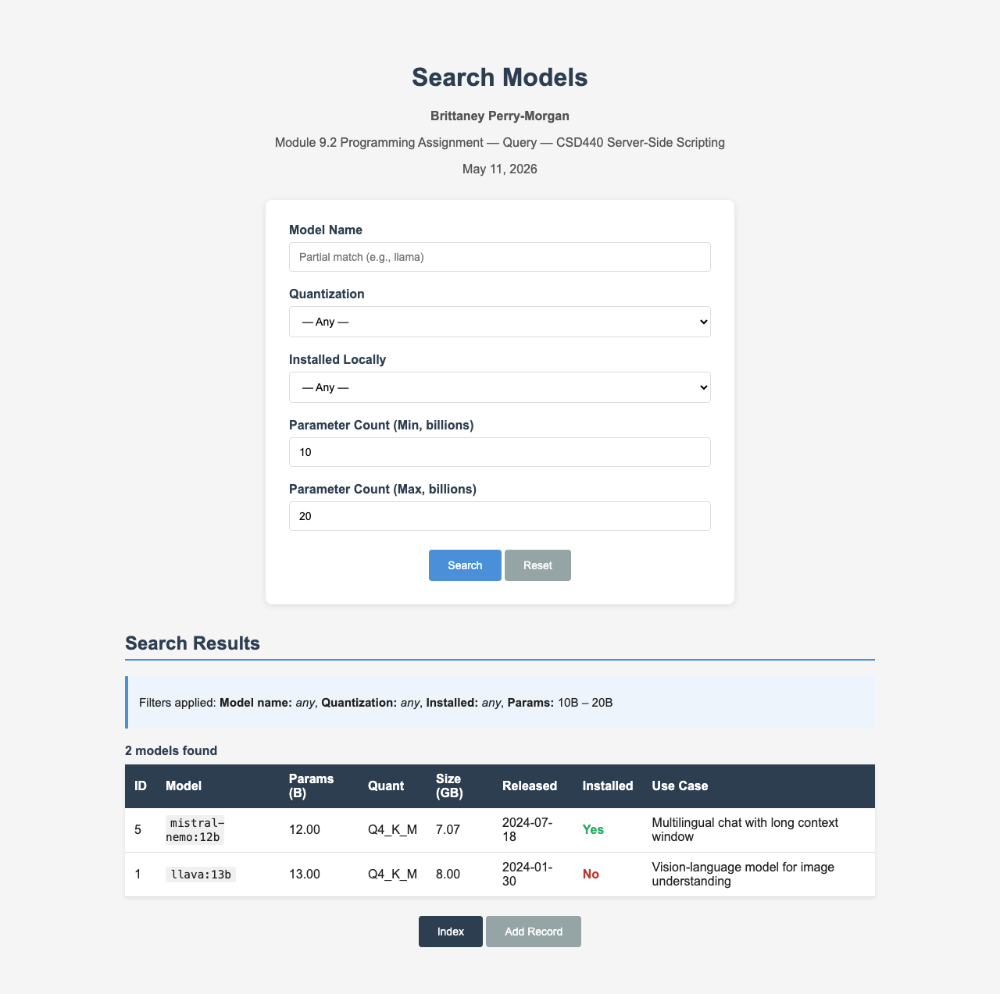 Search Models
Brittaney Perry-Morgan
Module 9.2 Programming Assignment — Query — CSD440 Server-Side Scripting
May 11, 2026
Model Name
Partial match (e.g., llama)
Quantization
— Any —
Installed Locally
— Any —
Parameter Count (Min, billions)
10
Parameter Count (Max, billions)
20
Search Reset
Search Results
Filters applied: Model name: any, Quantization: any, Installed: any, Params: 10B – 20B
2 models found
ID Model Params (B) Quant Size (GB) Released Installed Use Case
5 mistral-nemo:12b 12.00 Q4_K_M 7.07 2024-07-18 Yes Multilingual chat with long context window
1 llava:13b 13.00 Q4_K_M 8.00 2024-01-30 No Vision-language model for image understanding
Index Add Record